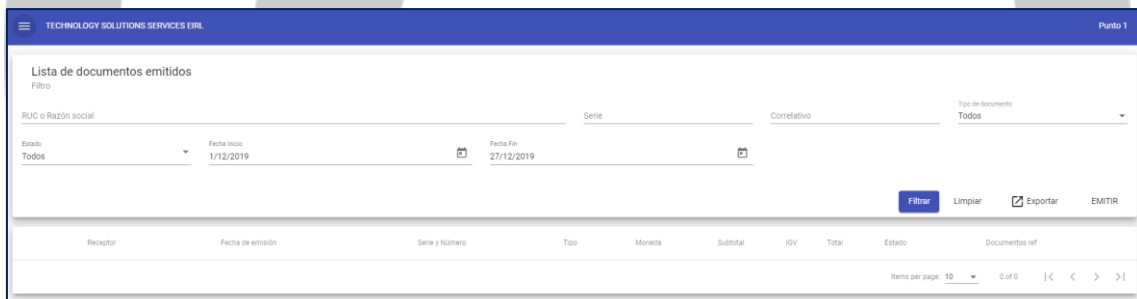 TECHNOLOGY SOLUTIONS SERVICES EIRL Punto 1
Lista de documentos emitidos
Filtro
RUC o Razón social Serie Correlativo Tipo de documento Todos
Estado Todos Fecha Inicio 1/12/2019 Fecha Fin 27/12/2019
Filtrar Limpiar Exportar EMITIR
Receptor Fecha de emisión Serie y Número Tipo Moneda Subtotal IGV Total Estado Documentos ref
Items per page: 10 0 of 0